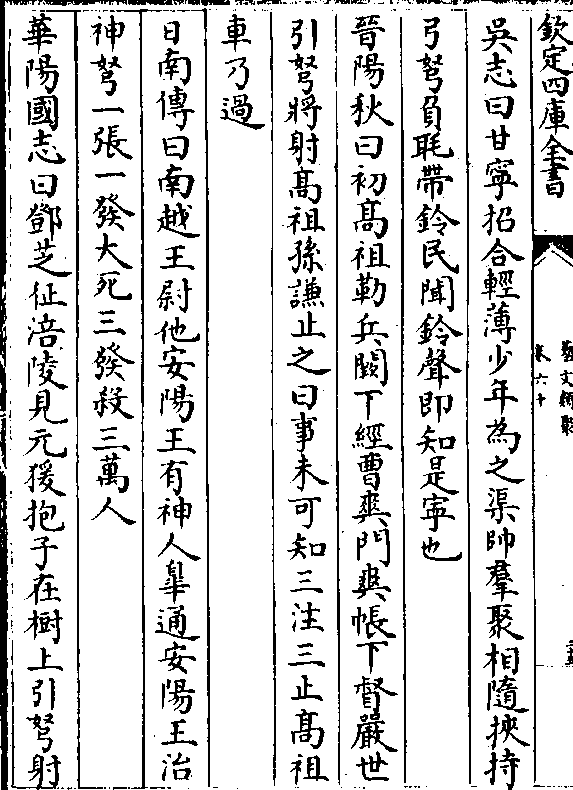 欽定四庫全書
藝文類聚
卷六十
吳志曰甘寧招合輕薄少年為之渠帥羣聚相隨挾持
弓弩負毦帶鈴民聞鈴聲即知是寧也
晉陽秋曰初髙祖勒兵闕下經曹爽門爽帳下督嚴世
引弩將射髙祖孫謙止之曰事未可知三注三止髙祖
車乃過
日南傳曰南越王尉他安陽王有神人睾通安陽王治
神弩一張一發大死三發殺三萬人
華陽國志曰鄧芝征涪陵見元猨抱子在樹上引弩射